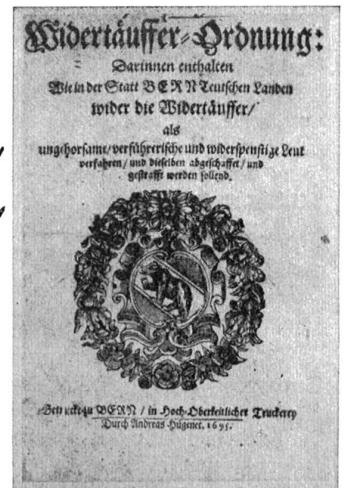 Widertäuffer-Ordnung:
Darinnen enthalten
Wie in der Statt BERN Teutschen Landen
wider die Widertäuffer/
als
ungehorsame/verführerische und widerspenstige Leut
verfahren/ und dieselben abgeschaffet/ und
gestrafft werden sollend.
zu BERN/ in Hoch-Oberkeitlicher Truckerey
Durch Andreas Hügenet. 1695.